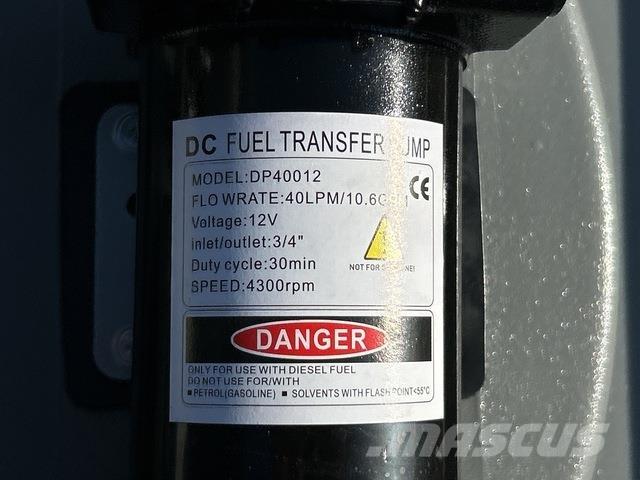 DC FUEL TRANSFER PUMP
MODEL:DP40012
FLO WRATE:40LPM/10.6GPM
CE
Voltage:12V
inlet/outlet:3/4"
Duty cycle:30min
NOT FOR
SPEED:4300rpm
DANGER
ONLY FOR USE WITH DIESEL FUEL
DO NOT USE FOR/WITH
■ PETROL(GASOLINE) ■ SOLVENTS WITH FLASH POINT<55°C
MASCUS